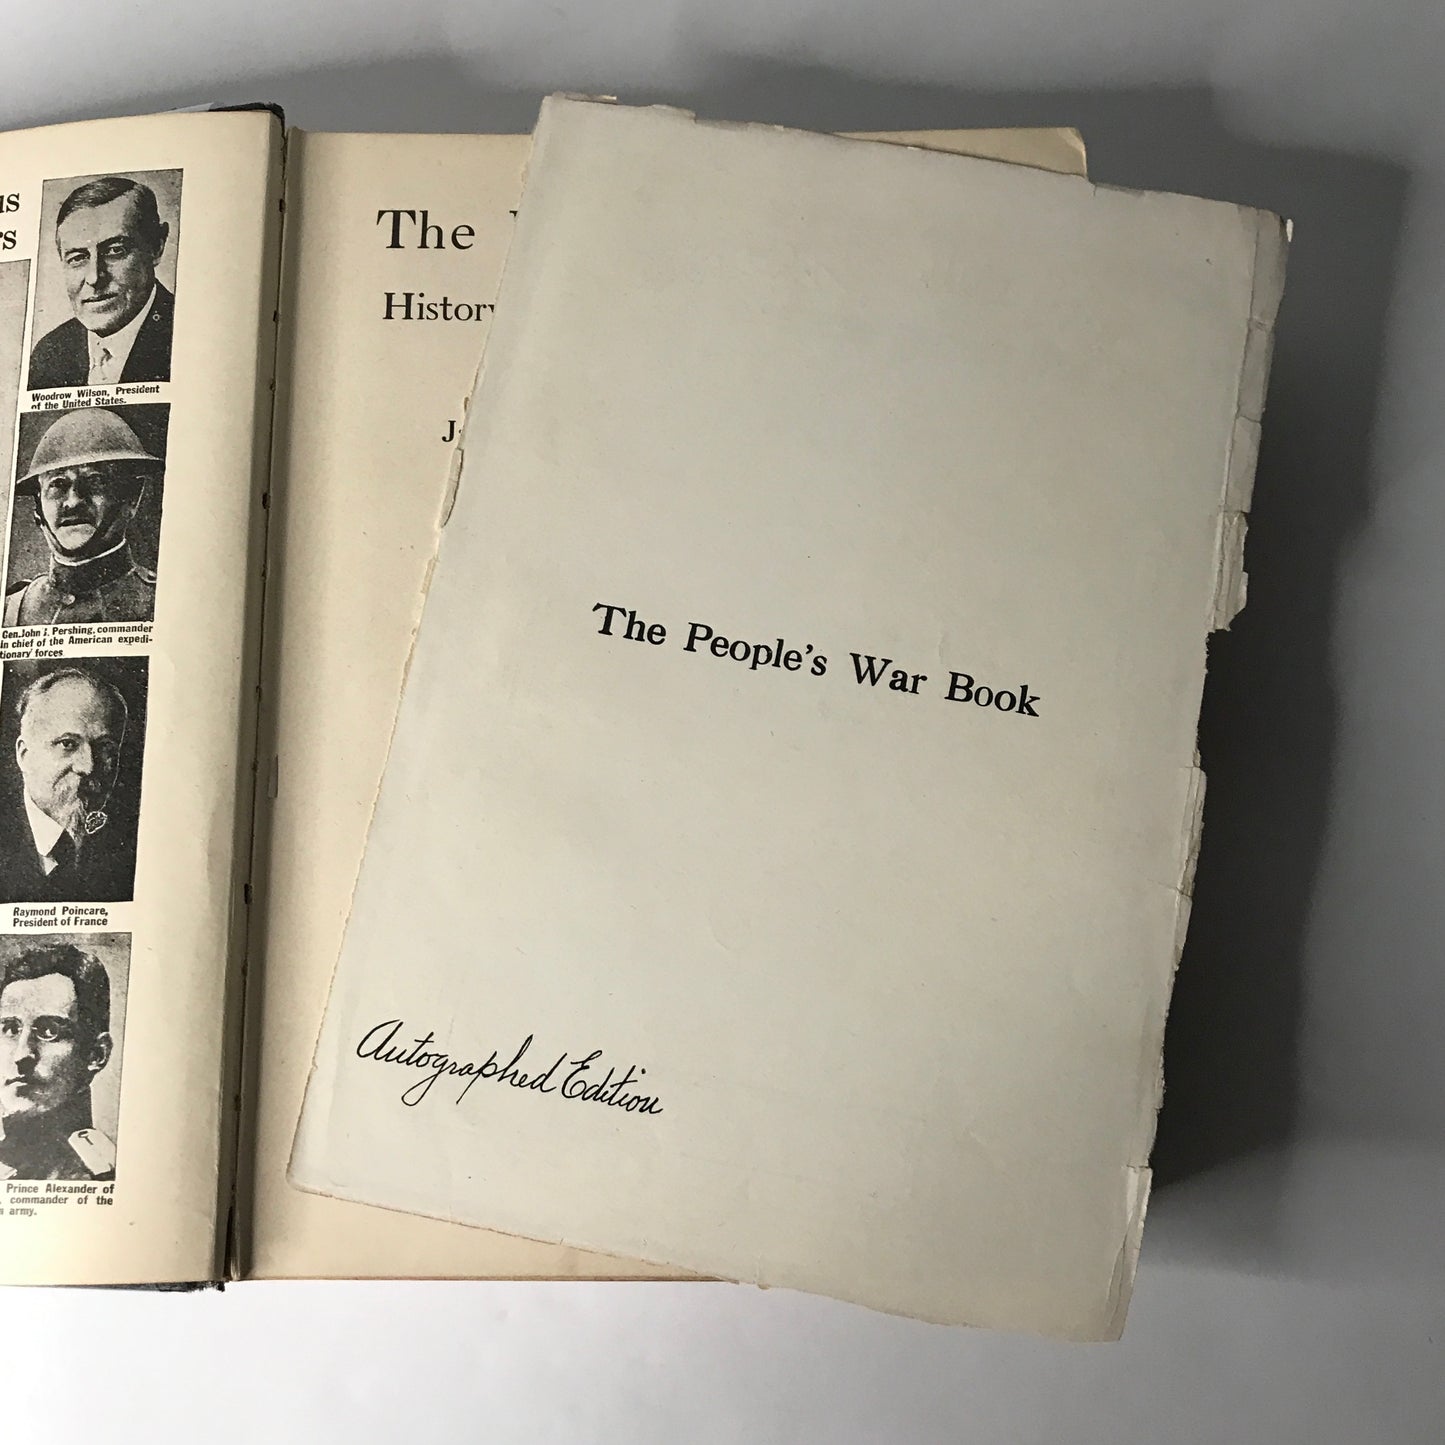 us
rs
Woodrow Wilson, President
of the United States.
Gen. John J. Pershing, commander
in chief of the American expedi-
tionary forces
Raymond Poincare,
President of France
Prince Alexander of
commander of the
army.
The
History
The People's War Book
Autographed Edition